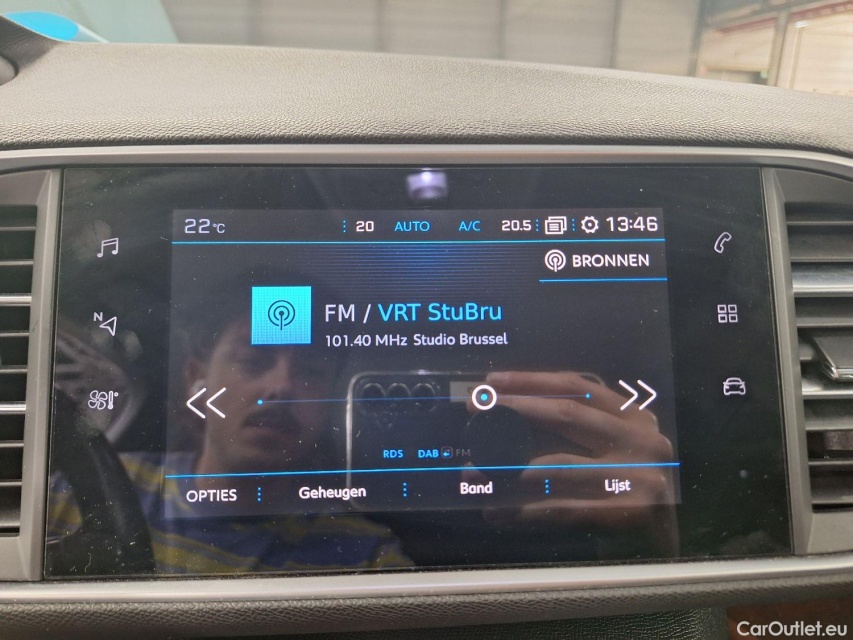 22°C 20 AUTO A/C 20.5 13:46
BRONNEN
FM / VRT StuBru
101.40 MHz Studio Brussel
N
RDS DAB FM
OPTIES Geheugen Band Lijst
CarOutlet.eu